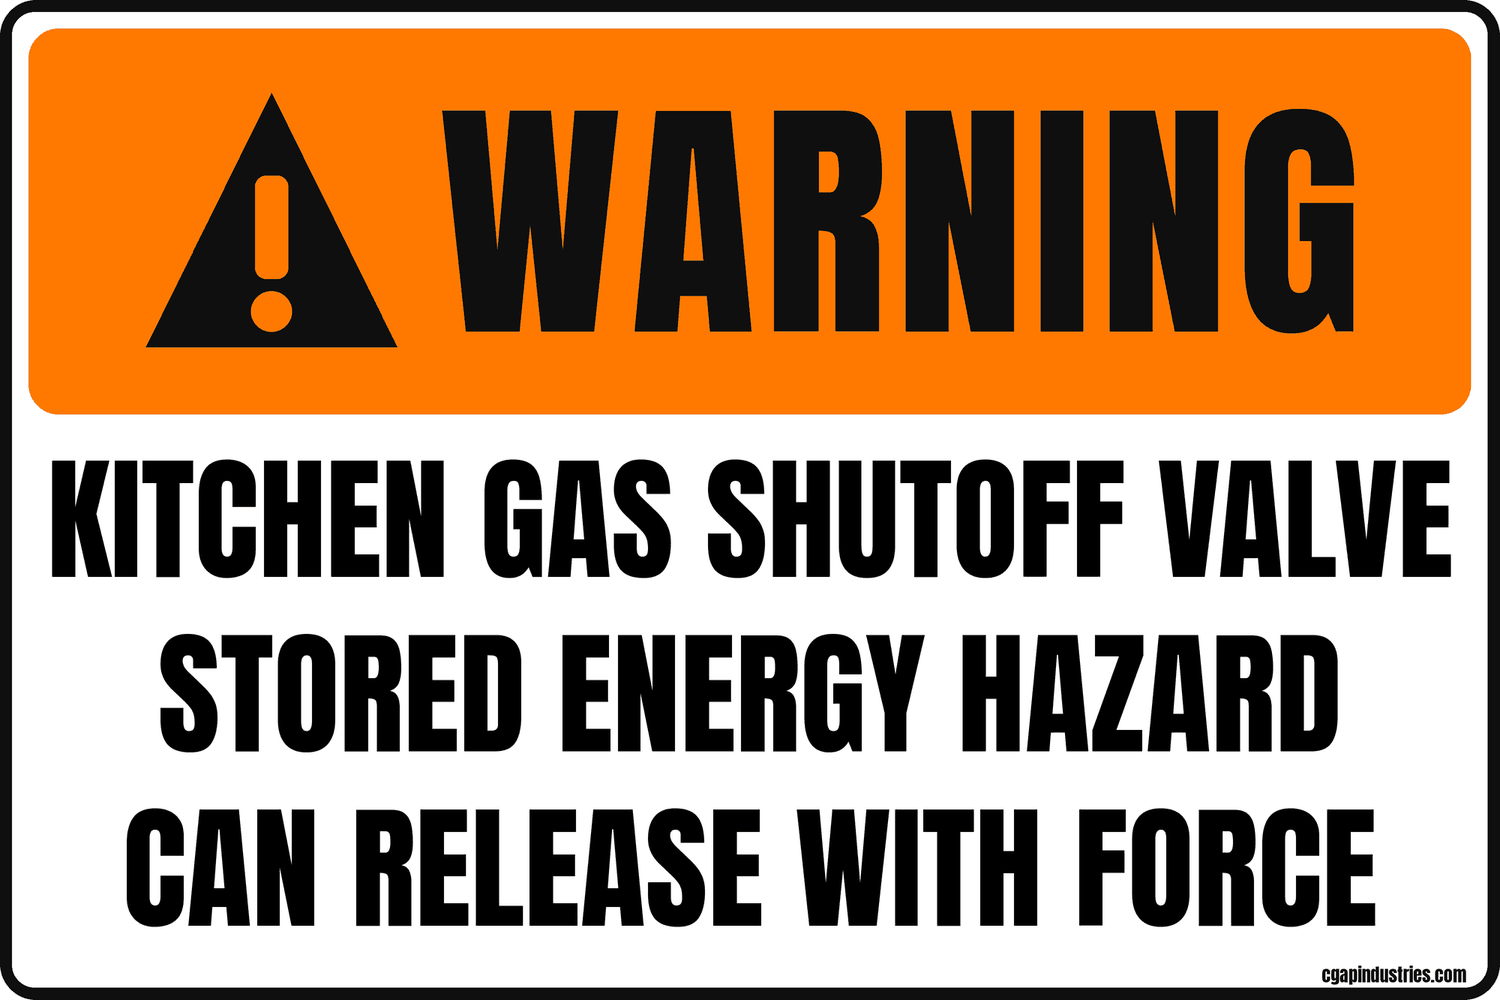 WARNING
KITCHEN GAS SHUTOFF VALVE
STORED ENERGY HAZARD
CAN RELEASE WITH FORCE
cgapindustries.com